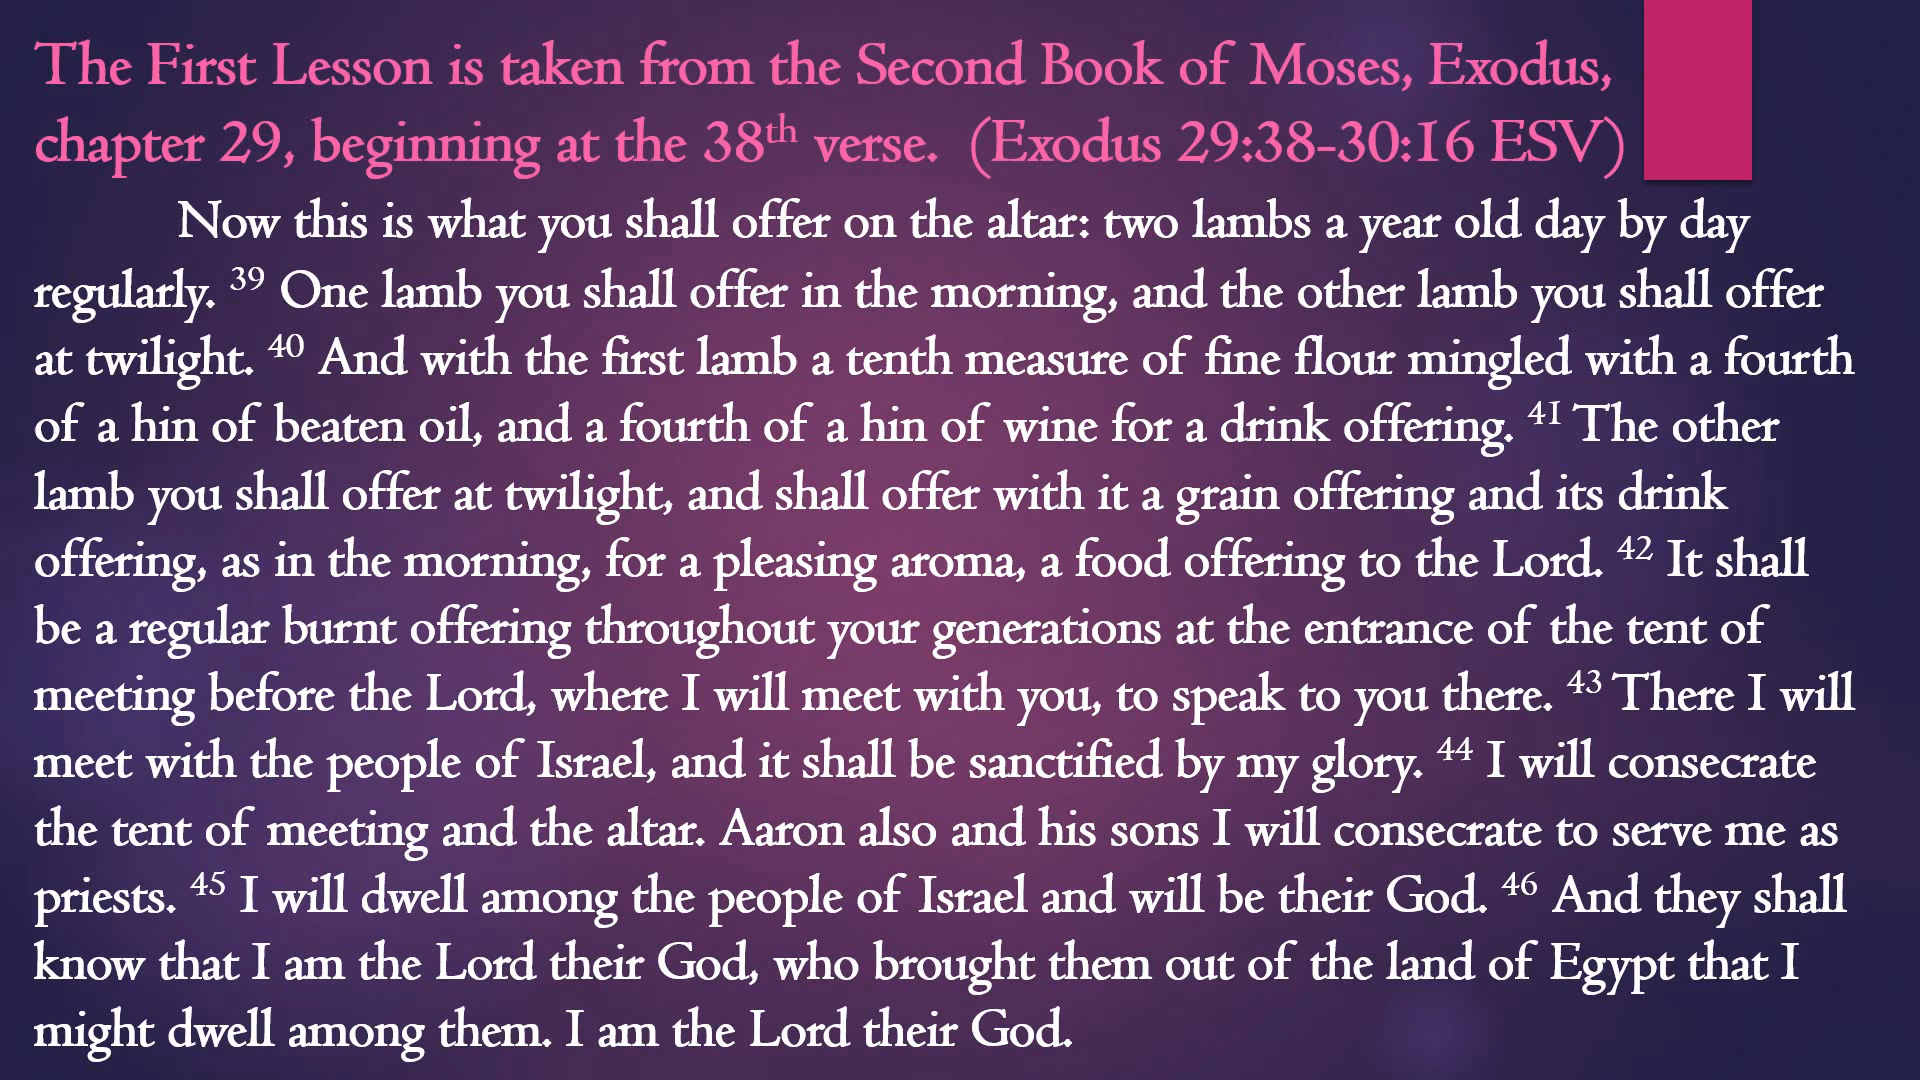 The First Lesson is taken from the Second Book of Moses, Exodus,
chapter 29, beginning at the 38th verse. (Exodus 29:38-30:16 ESV)
Now this is what you shall offer on the altar: two lambs a year old day by day
regularly. 39 One lamb you shall offer in the morning, and the other lamb you shall offer
at twilight. 40 And with the first lamb a tenth measure of fine flour mingled with a fourth
of a hin of beaten oil, and a fourth of a hin of wine for a drink offering. 41 The other
lamb you shall offer at twilight, and shall offer with it a grain offering and its drink
offering, as in the morning, for a pleasing aroma, a food offering to the Lord. 42 It shall
be a regular burnt offering throughout your generations at the entrance of the tent of
meeting before the Lord, where I will meet with you, to speak to you there. 43 There I will
meet with the people of Israel, and it shall be sanctified by my glory. 44 I will consecrate
the tent of meeting and the altar. Aaron also and his sons I will consecrate to serve me as
priests. 45 I will dwell among the people of Israel and will be their God. 46 And they shall
know that I am the Lord their God, who brought them out of the land of Egypt that I
might dwell among them. I am the Lord their God.